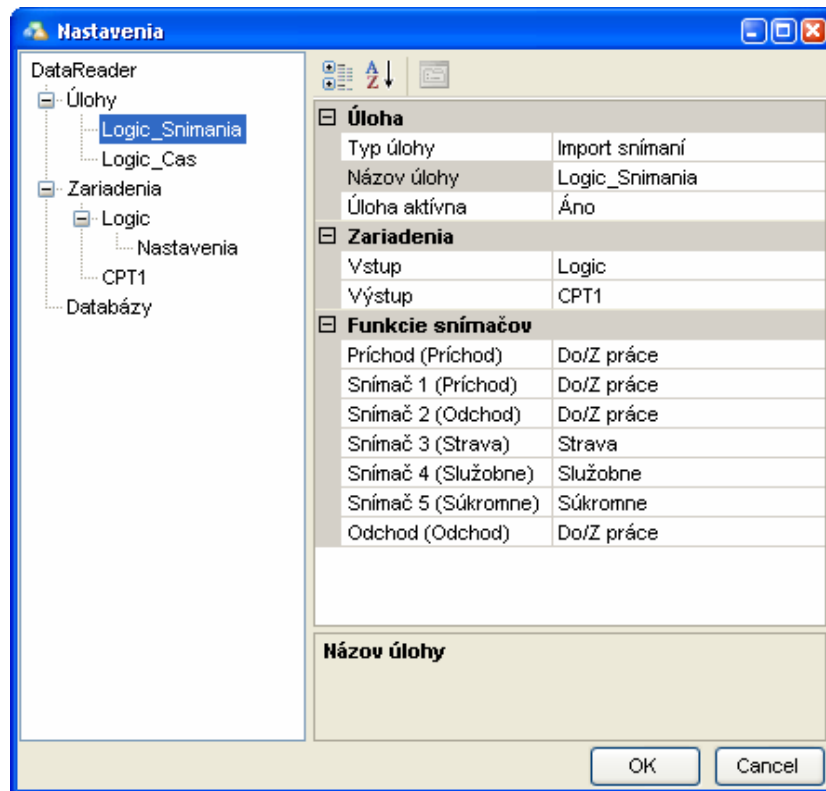 Nastavenia
DataReader
Úlohy
Logic_Snimania
Logic_Cas
Zariadenia
Logic
Nastavenia
CPT1
Databázy
Úloha
Typ úlohy Import snímaní
Názov úlohy Logic_Snimania
Úloha aktívna Áno
Zariadenia
Vstup Logic
Výstup CPT1
Funkcie snímačov
Príchod (Príchod) Do/Z práce
Snímač 1 (Príchod) Do/Z práce
Snímač 2 (Odchod) Do/Z práce
Snímač 3 (Strava) Strava
Snímač 4 (Služobne) Služobne
Snímač 5 (Súkromne) Súkromne
Odchod (Odchod) Do/Z práce
Názov úlohy
OK Cancel